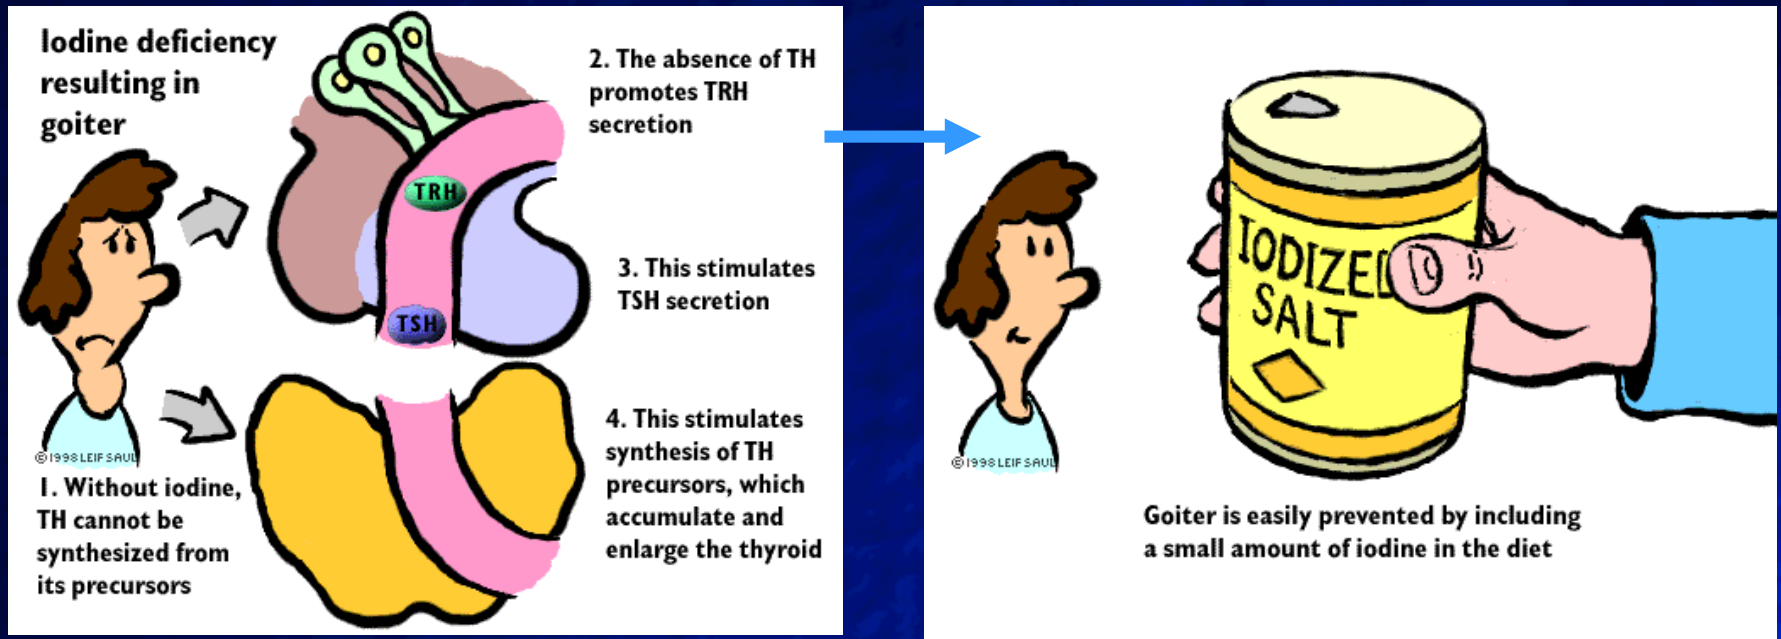 Iodine deficiency
resulting in
goiter
2. The absence of TH
promotes TRH
secretion
TRH
3. This stimulates
TSH secretion
TSH
4. This stimulates
synthesis of TH
precursors, which
accumulate and
enlarge the thyroid
©1998 LEIF SAUL
1. Without iodine,
TH cannot be
synthesized from
its precursors
IODIZED
SALT
©1998 LEIF SAUL
Goiter is easily prevented by including
a small amount of iodine in the diet